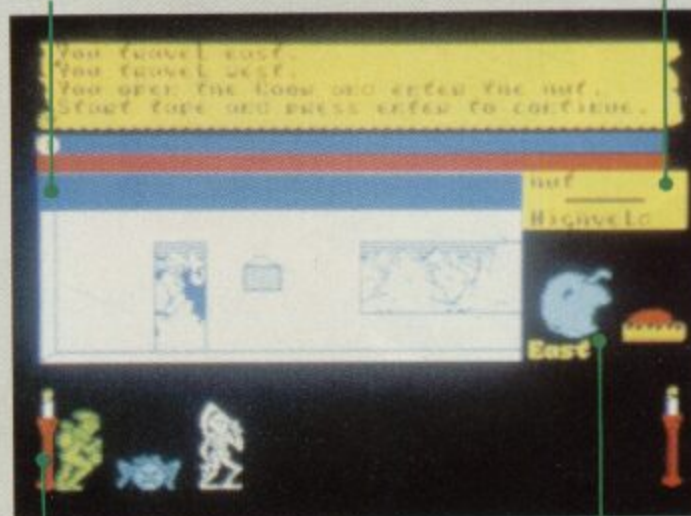 You travel east.
You travel west.
You open the door and enter the hut.
Start tape and press enter to continue.
Hut
Highveld
East